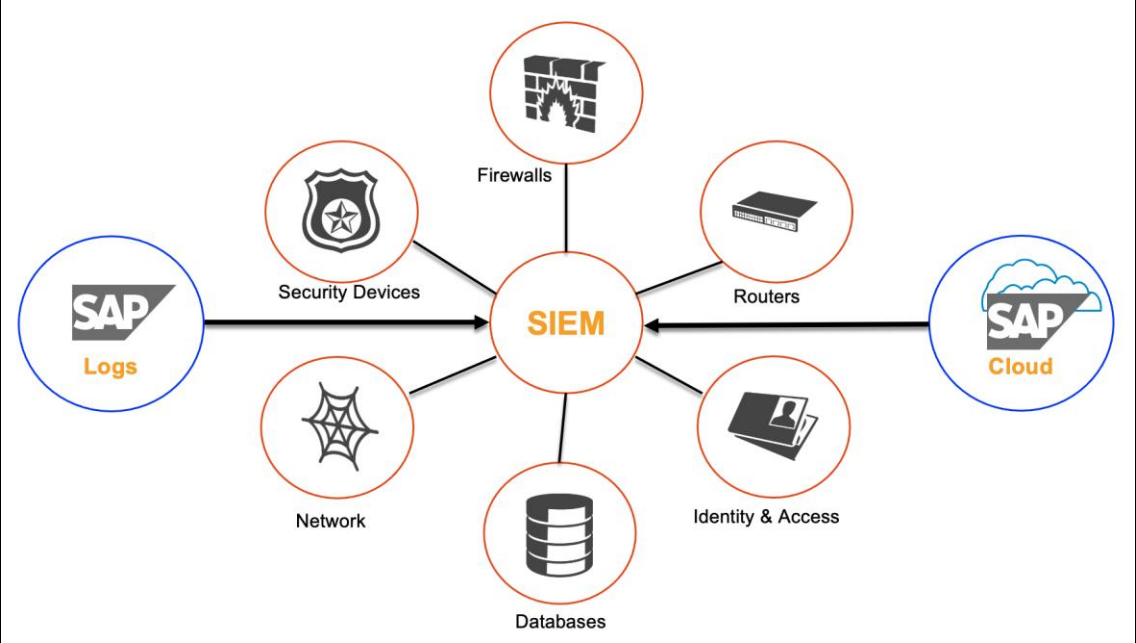 Firewalls
Security Devices
Routers
SAP
Logs
SIEM
SAP
Cloud
Network
Identity & Access
Databases